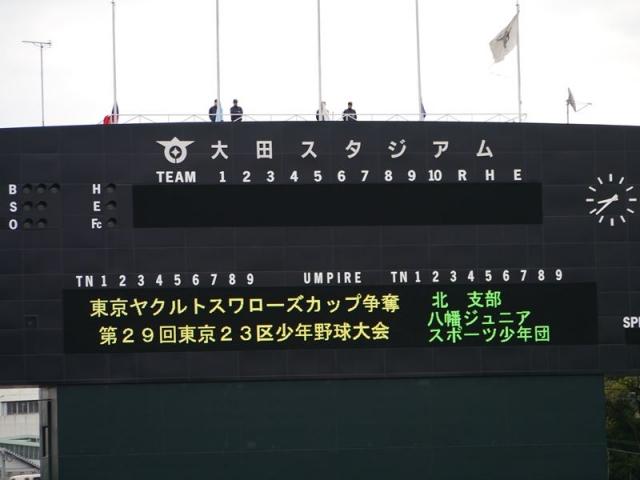 大田スタジアム
TEAM 1 2 3 4 5 6 7 8 9 10 R H E
B H
S E
O Fc
TN 1 2 3 4 5 6 7 8 9 UMPIRE TN 1 2 3 4 5 6 7 8 9
東京ヤクルトスワローズカップ争奪
第29回東京23区少年野球大会
北 支部
八幡ジュニア
スポーツ少年団